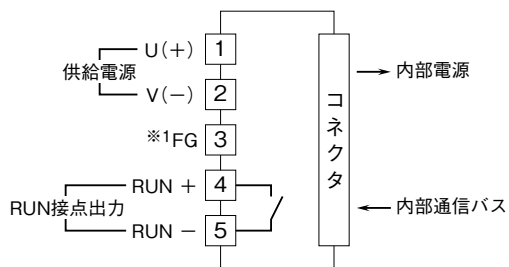 供給電源
U(+) 1
V(−) 2
※1FG 3
RUN接点出力
RUN + 4
RUN − 5
コネクタ
内部電源
内部通信バス